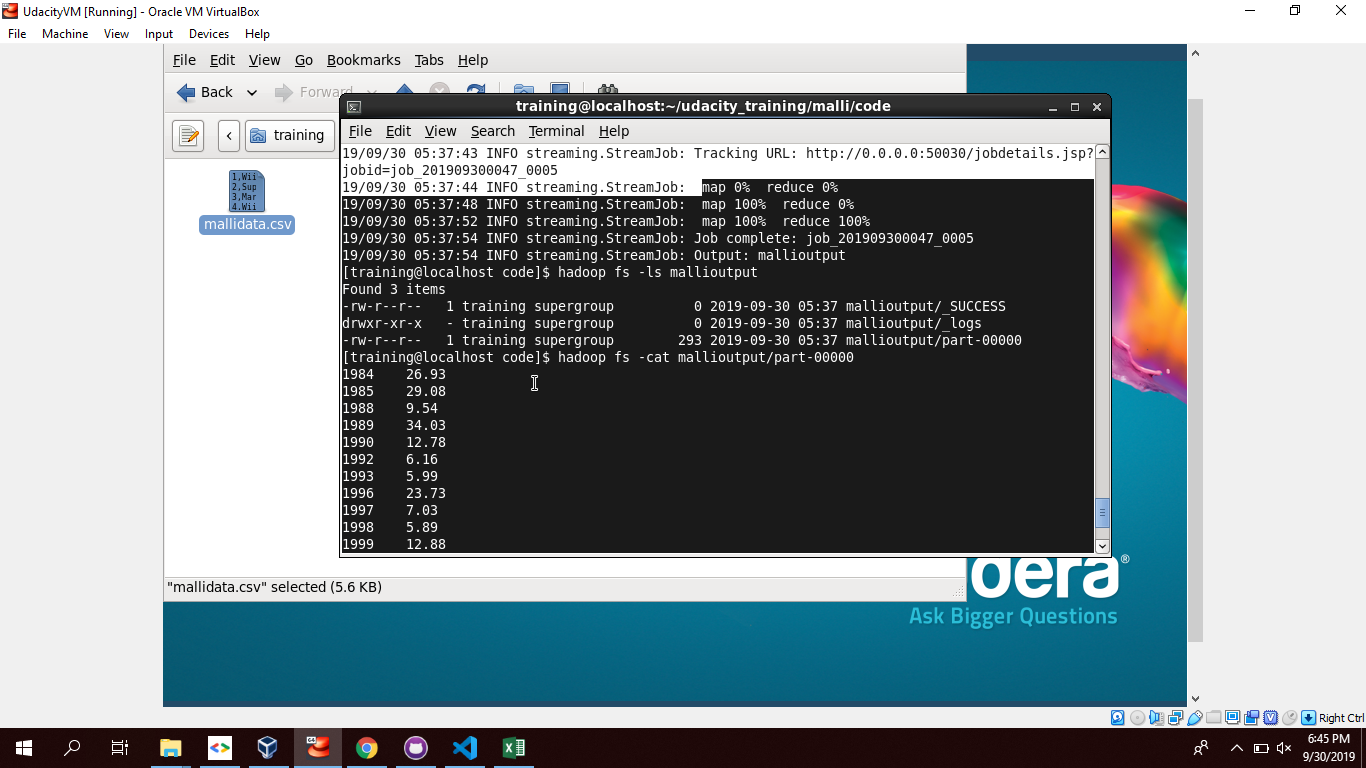 UdacityVM [Running] - Oracle VM VirtualBox
File Machine View Input Devices Help
File Edit View Go Bookmarks Tabs Help
Back Forward
training
1,Wii
2,Sup
3,Mar
4.Wii
mallidata.csv
training@localhost:~/udacity_training/malli/code
File Edit View Search Terminal Help
19/09/30 05:37:43 INFO streaming.StreamJob: Tracking URL: http://0.0.0.0:50030/jobdetails.jsp?
jobid=job_201909300047_0005
19/09/30 05:37:44 INFO streaming.StreamJob:  map 0%  reduce 0%
19/09/30 05:37:48 INFO streaming.StreamJob:  map 100%  reduce 0%
19/09/30 05:37:52 INFO streaming.StreamJob:  map 100%  reduce 100%
19/09/30 05:37:54 INFO streaming.StreamJob: Job complete: job_201909300047_0005
19/09/30 05:37:54 INFO streaming.StreamJob: Output: mallioutput
[training@localhost code]$ hadoop fs -ls mallioutput
Found 3 items
-rw-r--r--   1 training supergroup          0 2019-09-30 05:37 mallioutput/_SUCCESS
drwxr-xr-x   - training supergroup          0 2019-09-30 05:37 mallioutput/_logs
-rw-r--r--   1 training supergroup        293 2019-09-30 05:37 mallioutput/part-00000
[training@localhost code]$ hadoop fs -cat mallioutput/part-00000
1984    26.93
1985    29.08
1988    9.54
1989    34.03
1990    12.78
1992    6.16
1993    5.99
1996    23.73
1997    7.03
1998    5.89
1999    12.88
"mallidata.csv" selected (5.6 KB)
oera®
Ask Bigger Questions
Right Ctrl
6:45 PM
9/30/2019